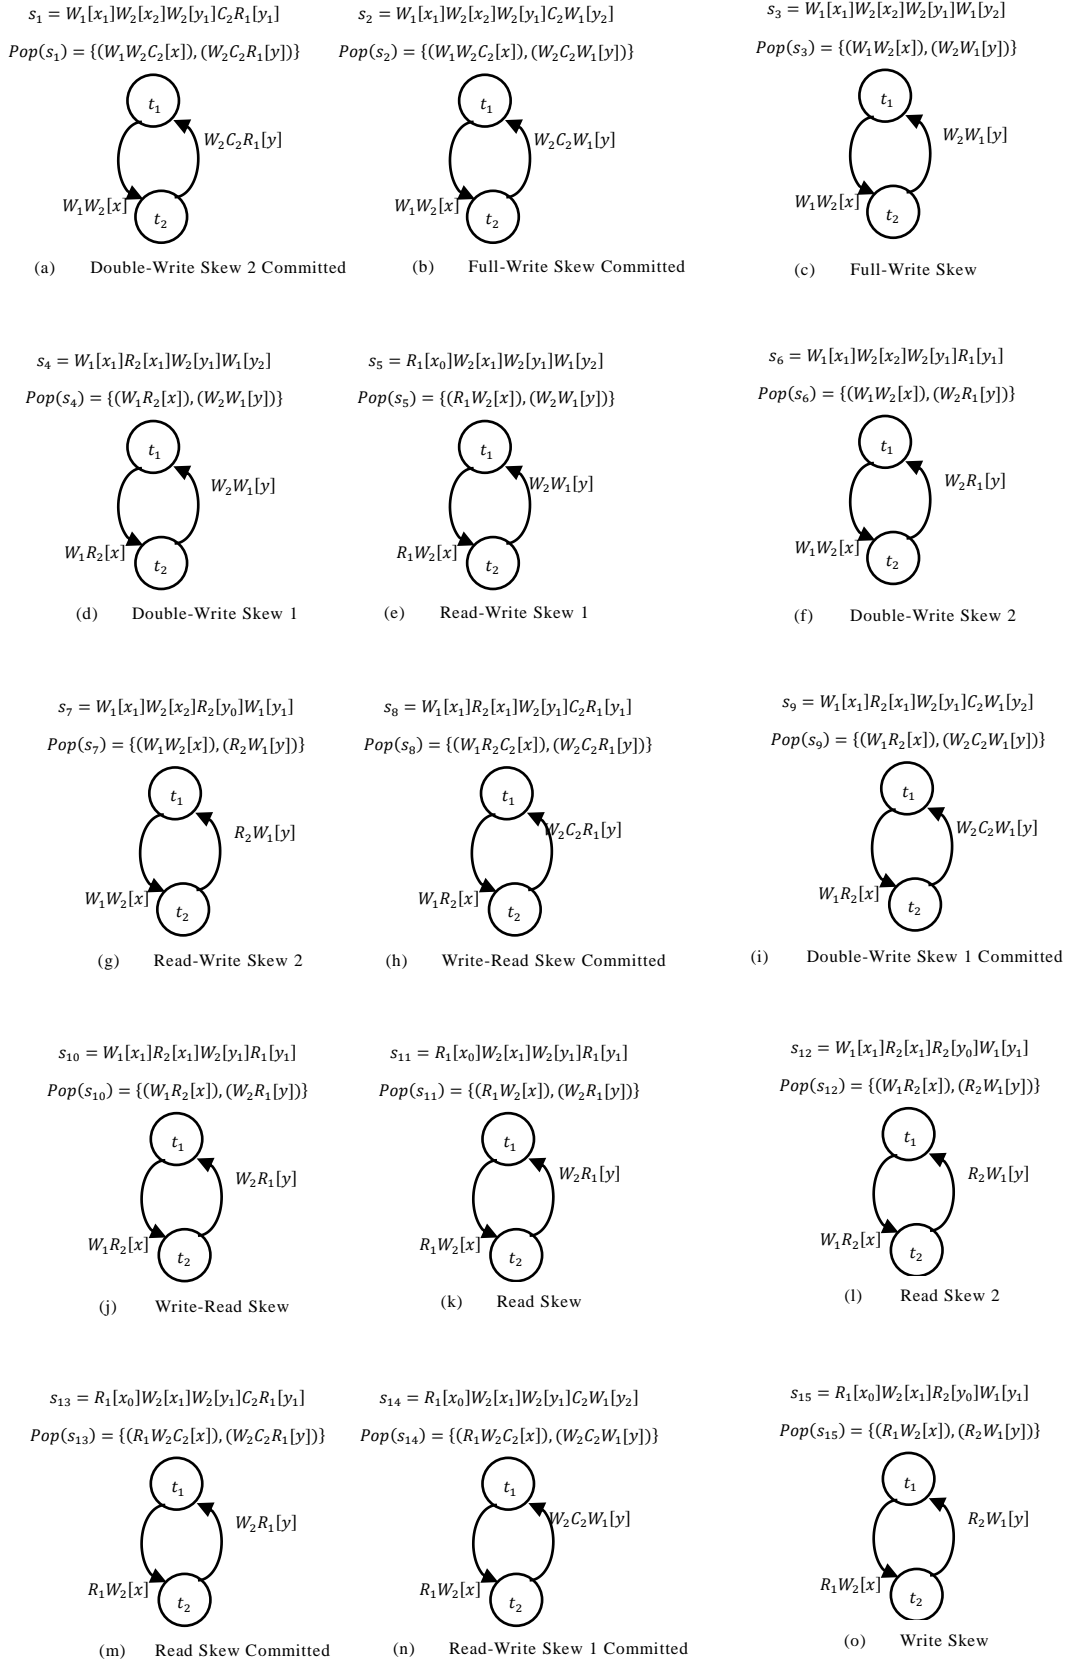 s₁ = W₁[x₁]W₂[x₂]W₂[y₁]C₂R₁[y₁]
Pop(s₁) = {(W₁W₂C₂[x]), (W₂C₂R₁[y])}
t₁
W₂C₂R₁[y]
W₁W₂[x]
t₂
(a) Double-Write Skew 2 Committed
s₂ = W₁[x₁]W₂[x₂]W₂[y₁]C₂W₁[y₂]
Pop(s₂) = {(W₁W₂C₂[x]), (W₂C₂W₁[y])}
t₁
W₂C₂W₁[y]
W₁W₂[x]
t₂
(b) Full-Write Skew Committed
s₃ = W₁[x₁]W₂[x₂]W₂[y₁]W₁[y₂]
Pop(s₃) = {(W₁W₂[x]), (W₂W₁[y])}
t₁
W₂W₁[y]
W₁W₂[x]
t₂
(c) Full-Write Skew
s₄ = W₁[x₁]R₂[x₁]W₂[y₁]W₁[y₂]
Pop(s₄) = {(W₁R₂[x]), (W₂W₁[y])}
t₁
W₂W₁[y]
W₁R₂[x]
t₂
(d) Double-Write Skew 1
s₅ = R₁[x₀]W₂[x₁]W₂[y₁]W₁[y₂]
Pop(s₅) = {(R₁W₂[x]), (W₂W₁[y])}
t₁
W₂W₁[y]
R₁W₂[x]
t₂
(e) Read-Write Skew 1
s₆ = W₁[x₁]W₂[x₂]W₂[y₁]R₁[y₁]
Pop(s₆) = {(W₁W₂[x]), (W₂R₁[y])}
t₁
W₂R₁[y]
W₁W₂[x]
t₂
(f) Double-Write Skew 2
s₇ = W₁[x₁]W₂[x₂]R₂[y₀]W₁[y₁]
Pop(s₇) = {(W₁W₂[x]), (R₂W₁[y])}
t₁
R₂W₁[y]
W₁W₂[x]
t₂
(g) Read-Write Skew 2
s₈ = W₁[x₁]R₂[x₁]W₂[y₁]C₂R₁[y₁]
Pop(s₈) = {(W₁R₂C₂[x]), (W₂C₂R₁[y])}
t₁
W₂C₂R₁[y]
W₁R₂[x]
t₂
(h) Write-Read Skew Committed
s₉ = W₁[x₁]R₂[x₁]W₂[y₁]C₂W₁[y₂]
Pop(s₉) = {(W₁R₂[x]), (W₂C₂W₁[y])}
t₁
W₂C₂W₁[y]
W₁R₂[x]
t₂
(i) Double-Write Skew 1 Committed
s₁₀ = W₁[x₁]R₂[x₁]W₂[y₁]R₁[y₁]
Pop(s₁₀) = {(W₁R₂[x]), (W₂R₁[y])}
t₁
W₂R₁[y]
W₁R₂[x]
t₂
(j) Write-Read Skew
s₁₁ = R₁[x₀]W₂[x₁]W₂[y₁]R₁[y₁]
Pop(s₁₁) = {(R₁W₂[x]), (W₂R₁[y])}
t₁
W₂R₁[y]
R₁W₂[x]
t₂
(k) Read Skew
s₁₂ = W₁[x₁]R₂[x₁]R₂[y₀]W₁[y₁]
Pop(s₁₂) = {(W₁R₂[x]), (R₂W₁[y])}
t₁
R₂W₁[y]
W₁R₂[x]
t₂
(l) Read Skew 2
s₁₃ = R₁[x₀]W₂[x₁]W₂[y₁]C₂R₁[y₁]
Pop(s₁₃) = {(R₁W₂C₂[x]), (W₂C₂R₁[y])}
t₁
W₂R₁[y]
R₁W₂[x]
t₂
(m) Read Skew Committed
s₁₄ = R₁[x₀]W₂[x₁]W₂[y₁]C₂W₁[y₂]
Pop(s₁₄) = {(R₁W₂C₂[x]), (W₂C₂W₁[y])}
t₁
W₂C₂W₁[y]
R₁W₂[x]
t₂
(n) Read-Write Skew 1 Committed
s₁₅ = R₁[x₀]W₂[x₁]R₂[y₀]W₁[y₁]
Pop(s₁₅) = {(R₁W₂[x]), (R₂W₁[y])}
t₁
R₂W₁[y]
R₁W₂[x]
t₂
(o) Write Skew